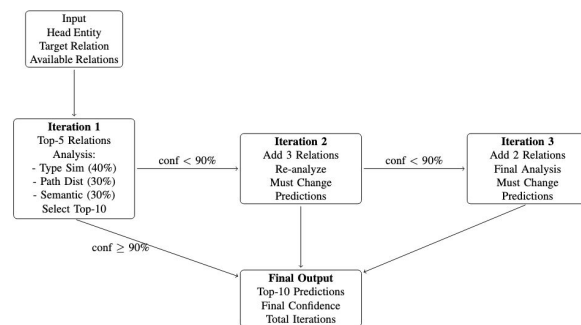 Input
Head Entity
Target Relation
Available Relations
Iteration 1
Top-5 Relations
Analysis:
- Type Sim (40%)
- Path Dist (30%)
- Semantic (30%)
Select Top-10
conf < 90%
Iteration 2
Add 3 Relations
Re-analyze
Must Change
Predictions
conf < 90%
Iteration 3
Add 2 Relations
Final Analysis
Must Change
Predictions
conf ≥ 90%
Final Output
Top-10 Predictions
Final Confidence
Total Iterations